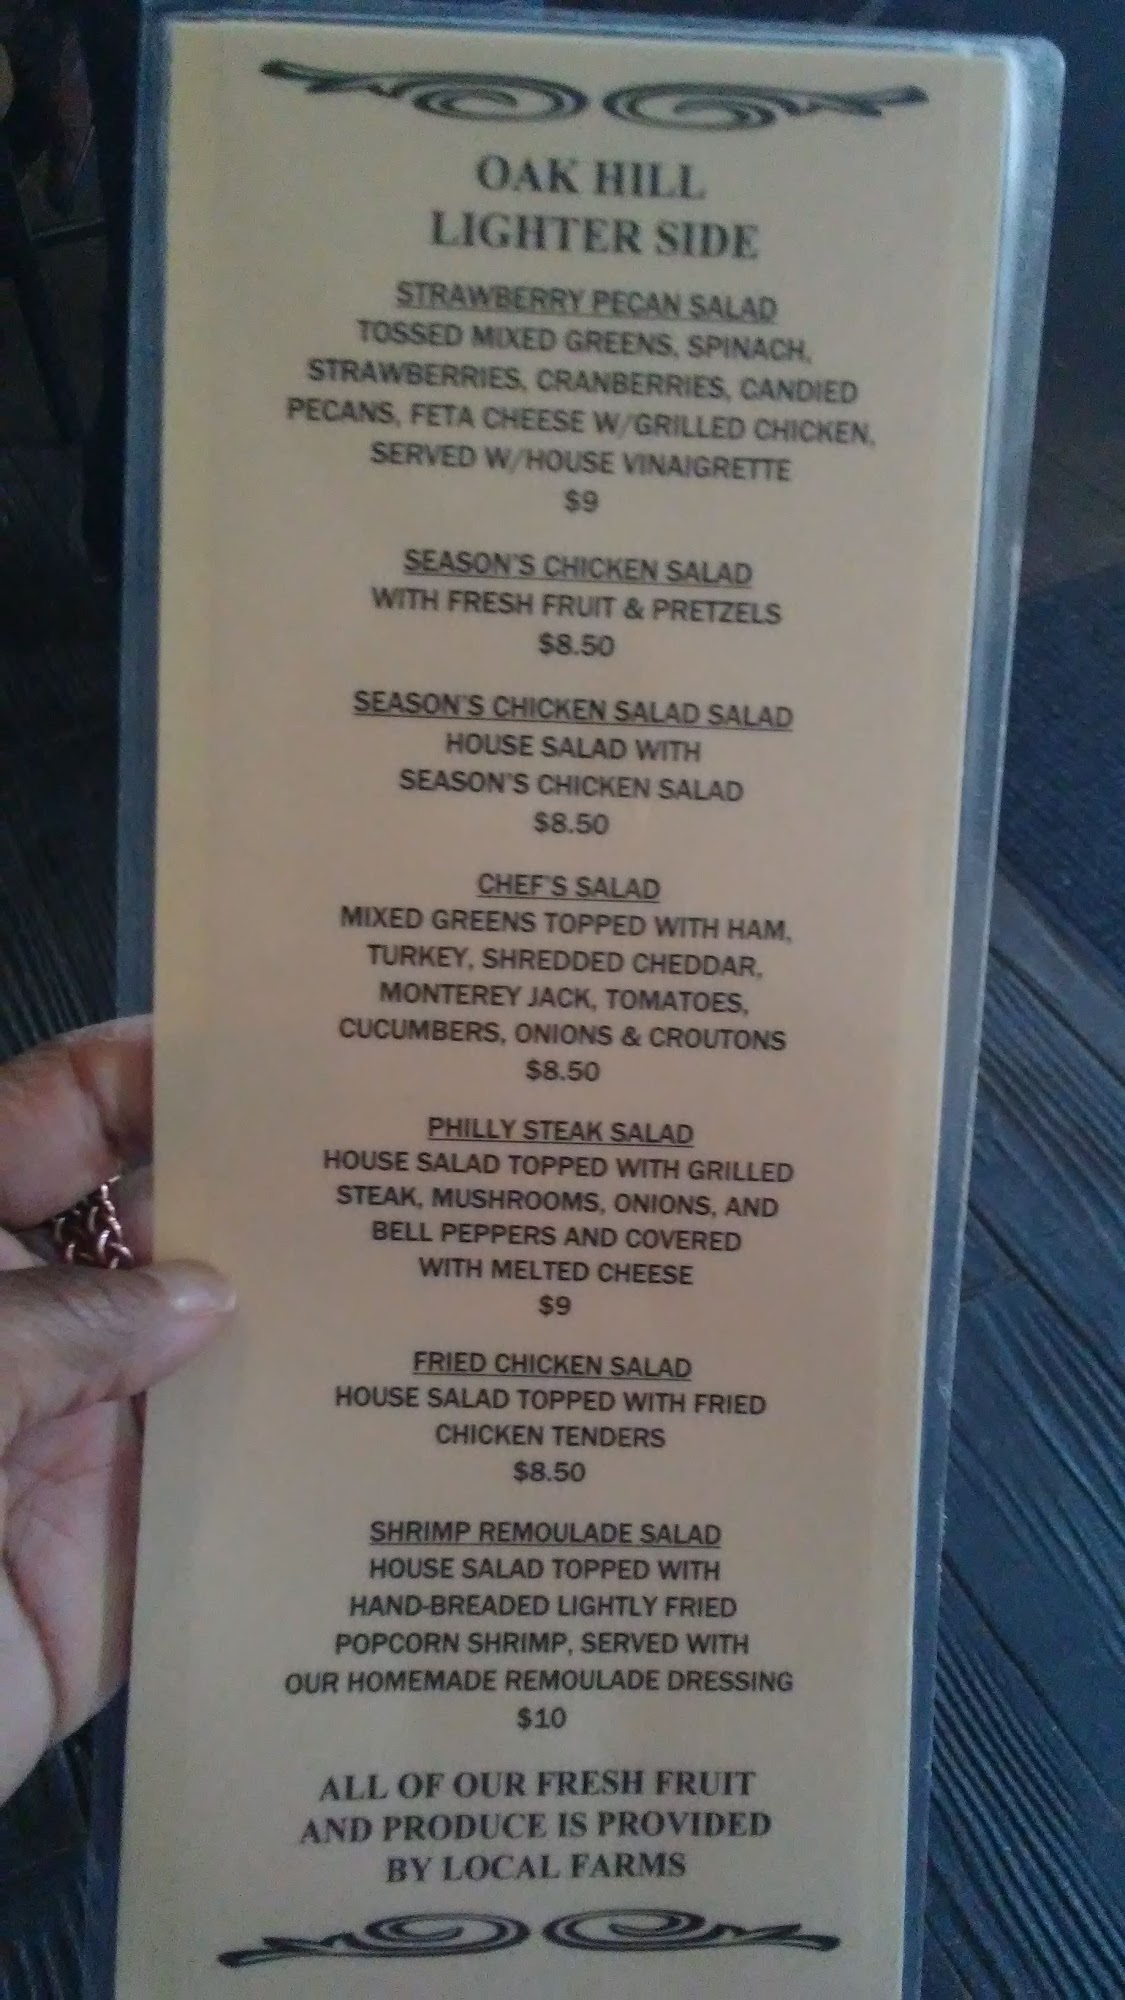 OAK HILL
LIGHTER SIDE
STRAWBERRY PECAN SALAD
TOSSED MIXED GREENS, SPINACH,
STRAWBERRIES, CRANBERRIES, CANDIED
PECANS, FETA CHEESE W/GRILLED CHICKEN,
SERVED W/HOUSE VINAIGRETTE
$9
SEASON'S CHICKEN SALAD
WITH FRESH FRUIT & PRETZELS
$8.50
SEASON'S CHICKEN SALAD SALAD
HOUSE SALAD WITH
SEASON'S CHICKEN SALAD
$8.50
CHEF'S SALAD
MIXED GREENS TOPPED WITH HAM,
TURKEY, SHREDDED CHEDDAR,
MONTEREY JACK, TOMATOES,
CUCUMBERS, ONIONS & CROUTONS
$8.50
PHILLY STEAK SALAD
HOUSE SALAD TOPPED WITH GRILLED
STEAK, MUSHROOMS, ONIONS, AND
BELL PEPPERS AND COVERED
WITH MELTED CHEESE
$9
FRIED CHICKEN SALAD
HOUSE SALAD TOPPED WITH FRIED
CHICKEN TENDERS
$8.50
SHRIMP REMOULADE SALAD
HOUSE SALAD TOPPED WITH
HAND-BREADED LIGHTLY FRIED
POPCORN SHRIMP, SERVED WITH
OUR HOMEMADE REMOULADE DRESSING
$10
ALL OF OUR FRESH FRUIT
AND PRODUCE IS PROVIDED
BY LOCAL FARMS